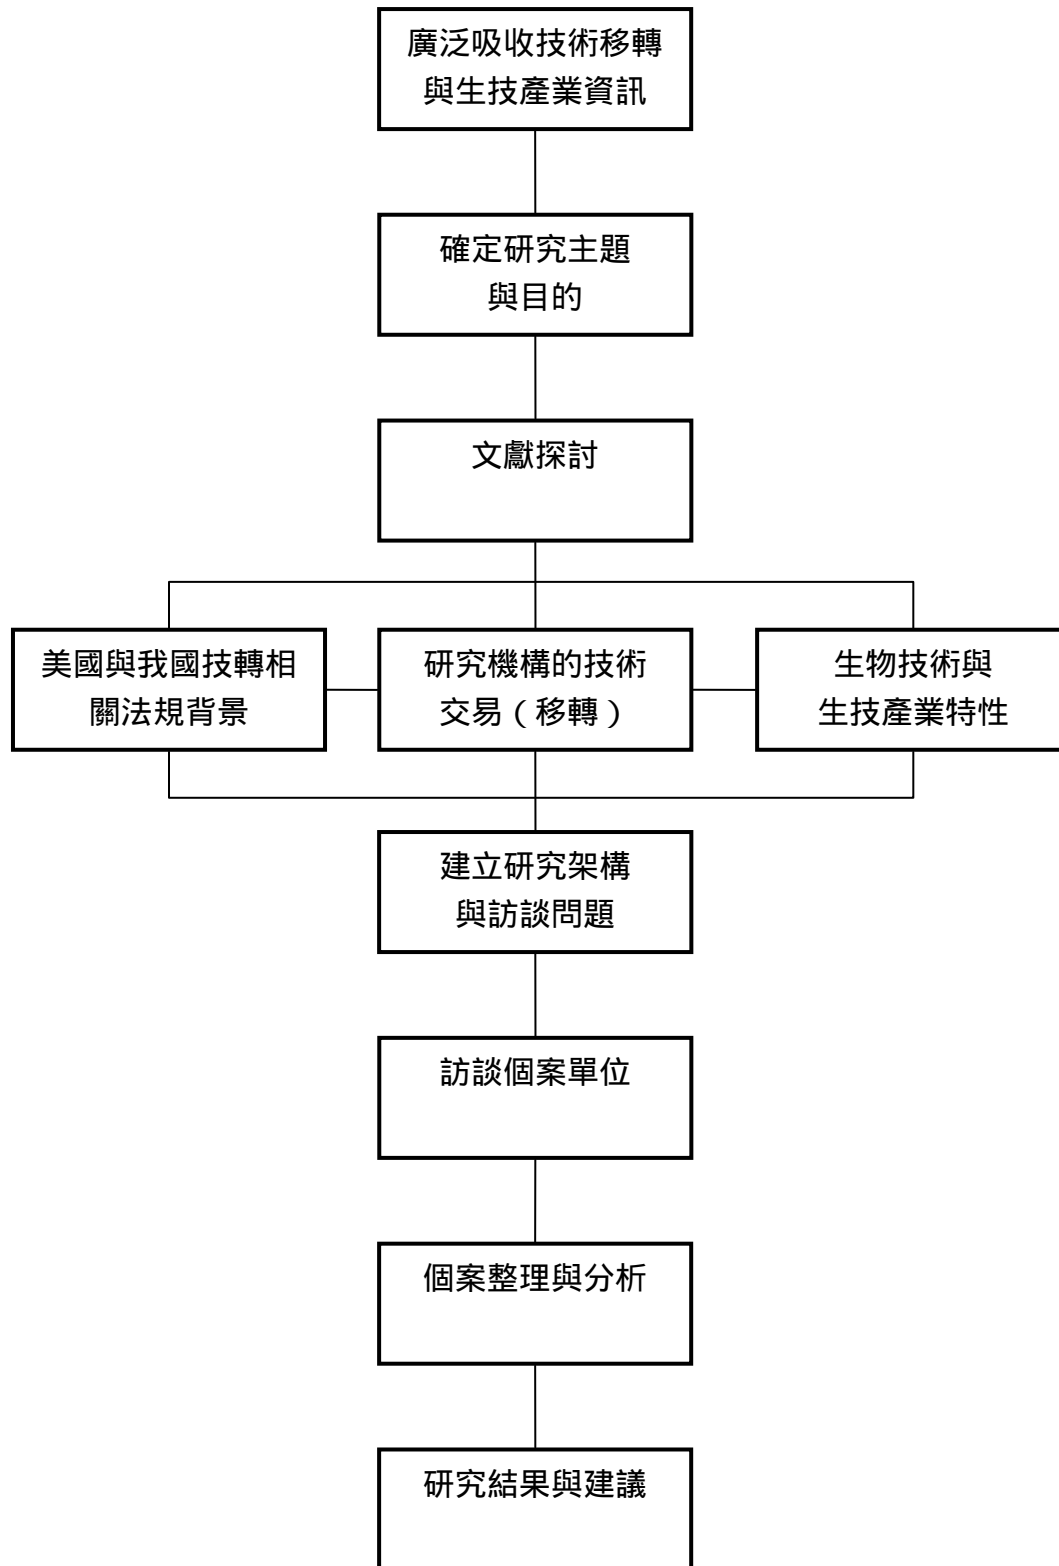 廣泛吸收技術移轉
與生技產業資訊
確定研究主題
與目的
文獻探討
美國與我國技轉相
關法規背景
研究機構的技術
交易（移轉）
生物技術與
生技產業特性
建立研究架構
與訪談問題
訪談個案單位
個案整理與分析
研究結果與建議